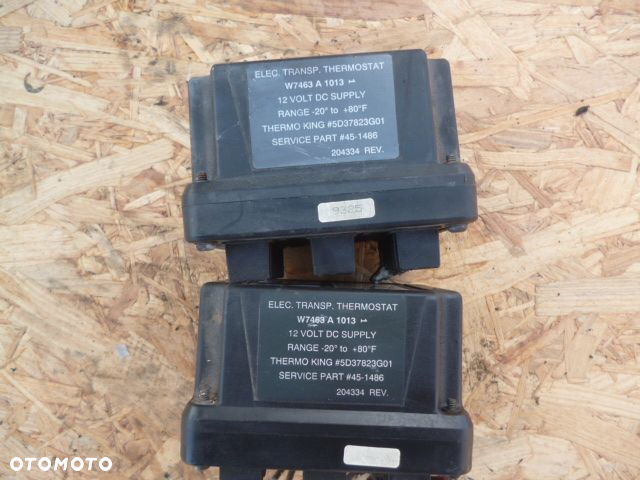 ELEC. TRANSP. THERMOSTAT
W7463 A 1013
12 VOLT DC SUPPLY
RANGE -20° to +80°F
THERMO KING #5D37823G01
SERVICE PART #45-1486
204334 REV.
9325
ELEC. TRANSP. THERMOSTAT
W7463 A 1013
12 VOLT DC SUPPLY
RANGE -20° to +80°F
THERMO KING #5D37823G01
SERVICE PART #45-1486
204334 REV.
OTOMOTO